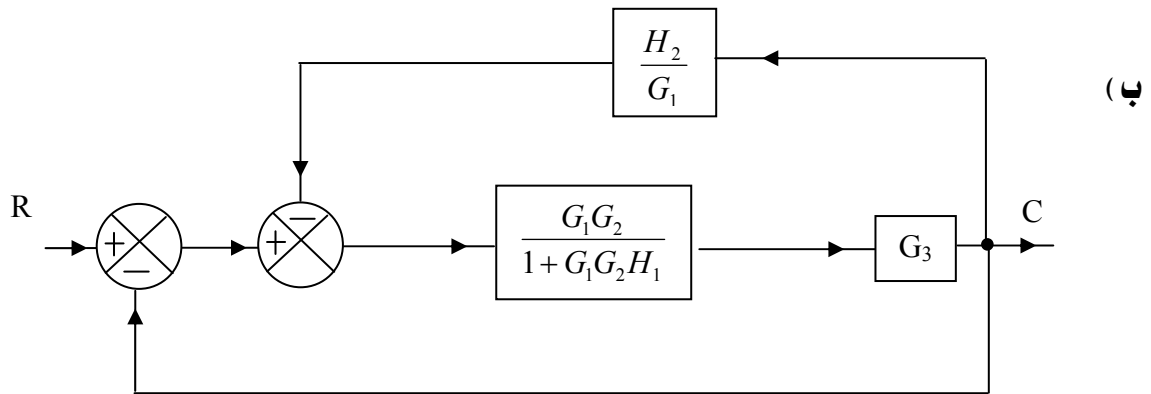 H₂
G₁
ب )
R
+
−
−
+
G₁G₂
1 + G₁G₂H₁
G₃
C